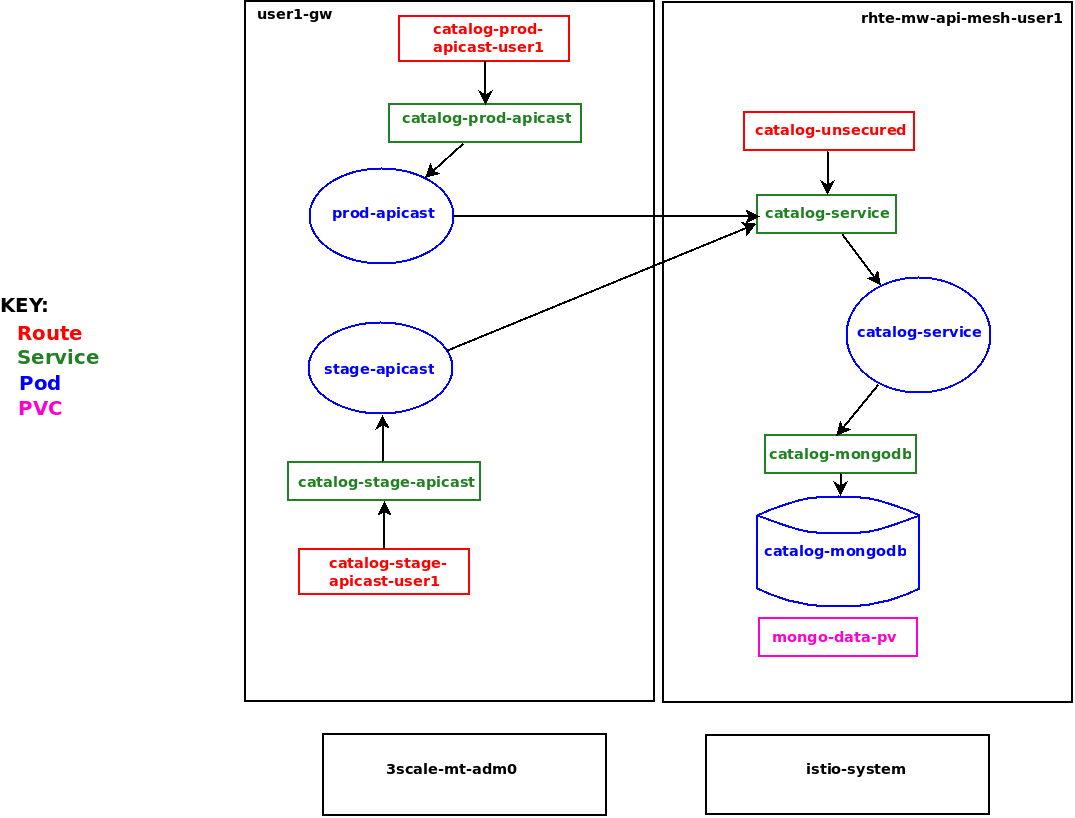 user1-gw
catalog-prod-
apicast-user1
catalog-prod-apicast
prod-apicast
stage-apicast
catalog-stage-apicast
catalog-stage-
apicast-user1
rhte-mw-api-mesh-user1
catalog-unsecured
catalog-service
catalog-service
catalog-mongodb
catalog-mongodb
mongo-data-pv
KEY:
Route
Service
Pod
PVC
3scale-mt-adm0
istio-system